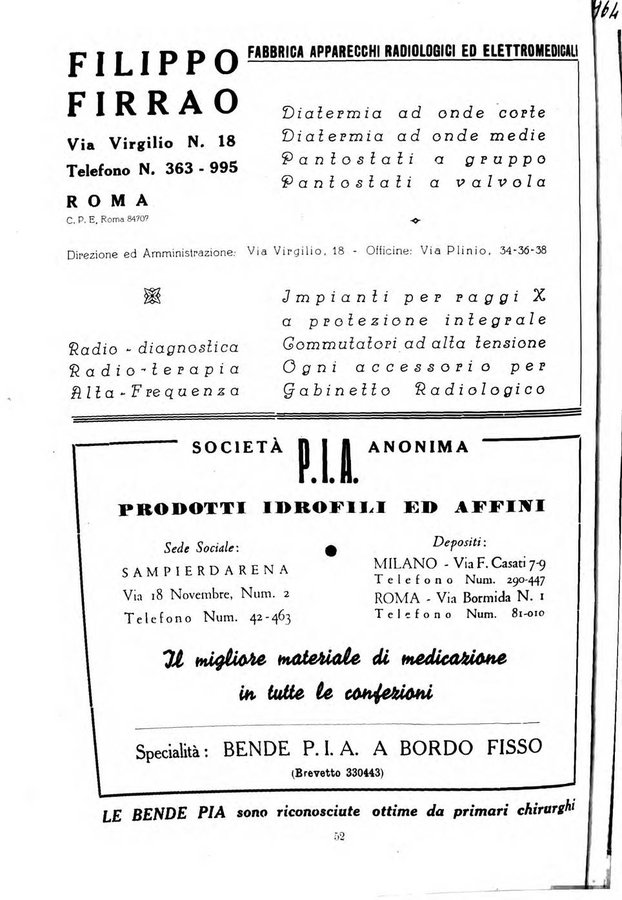 164
FILIPPO
FIRRAO
Via Virgilio N. 18
Telefono N. 363 - 995
ROMA
C. P. E. Roma 84707
FABBRICA APPARECCHI RADIOLOGICI ED ELETTROMEDICALI
Diatermia ad onde corte
Diatermia ad onde medie
Pantostati a gruppo
Pantostati a valvola
Direzione ed Amministrazione: Via Virgilio, 18 - Officine: Via Plinio, 34-36-38
Radio - diagnostica
Radio - terapia
Alta - Frequenza
Impianti per raggi X
a protezione integrale
Commutatori ad alta tensione
Ogni accessorio per
Gabinetto Radiologico
SOCIETÀ P.I.A. ANONIMA
PRODOTTI IDROFILI ED AFFINI
Sede Sociale:
SAMPIERDARENA
Via 18 Novembre, Num. 2
Telefono Num. 42-463
Depositi:
MILANO - Via F. Casati 7-9
Telefono Num. 290-447
ROMA - Via Bormida N. 1
Telefono Num. 81-010
Il migliore materiale di medicazione
in tutte le confezioni
Specialità: BENDE P. I. A. A BORDO FISSO
(Brevetto 330443)
LE BENDE PIA sono riconosciute ottime da primari chirurghi
52